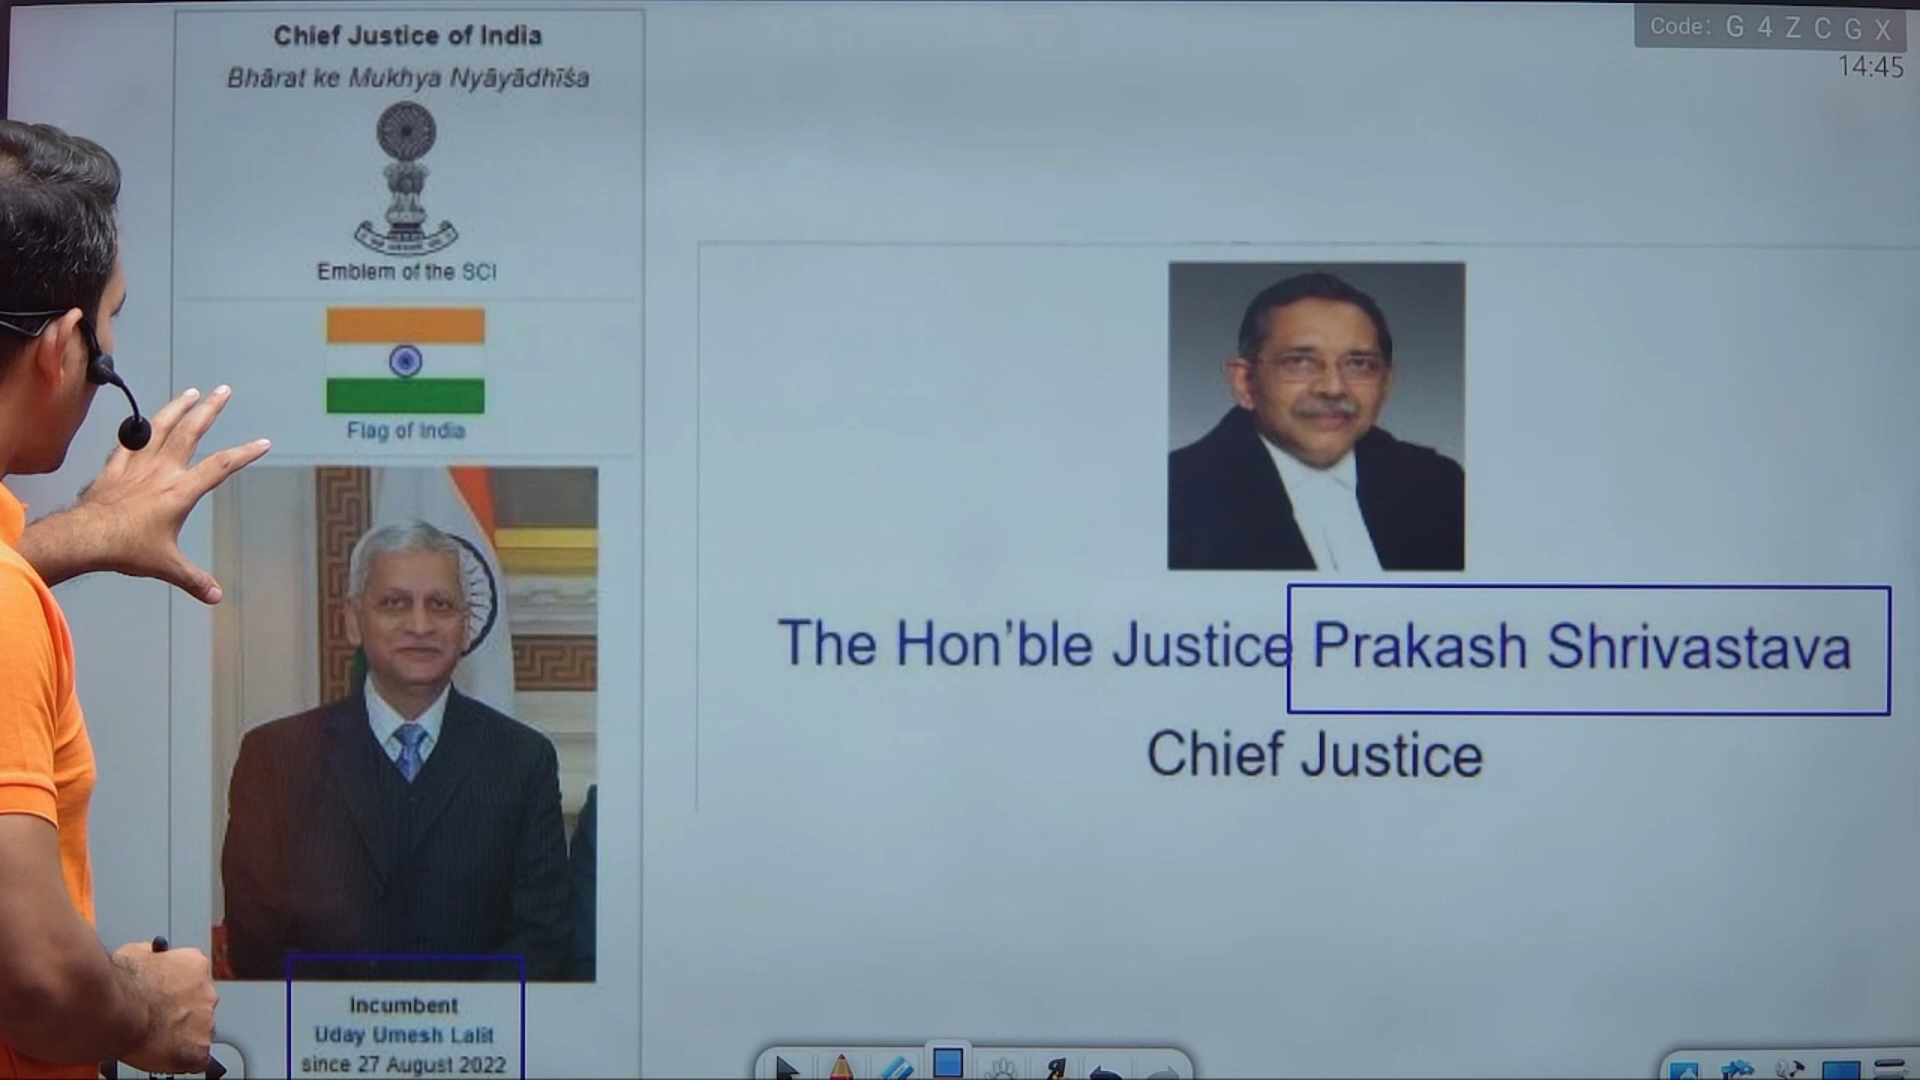 Chief Justice of India
Bhārat ke Mukhya Nyāyādhīśa
Emblem of the SCI
Flag of India
Incumbent
Uday Umesh Lalit
since 27 August 2022
Code: G 4 Z C G X
14:45
The Hon'ble Justice Prakash Shrivastava
Chief Justice